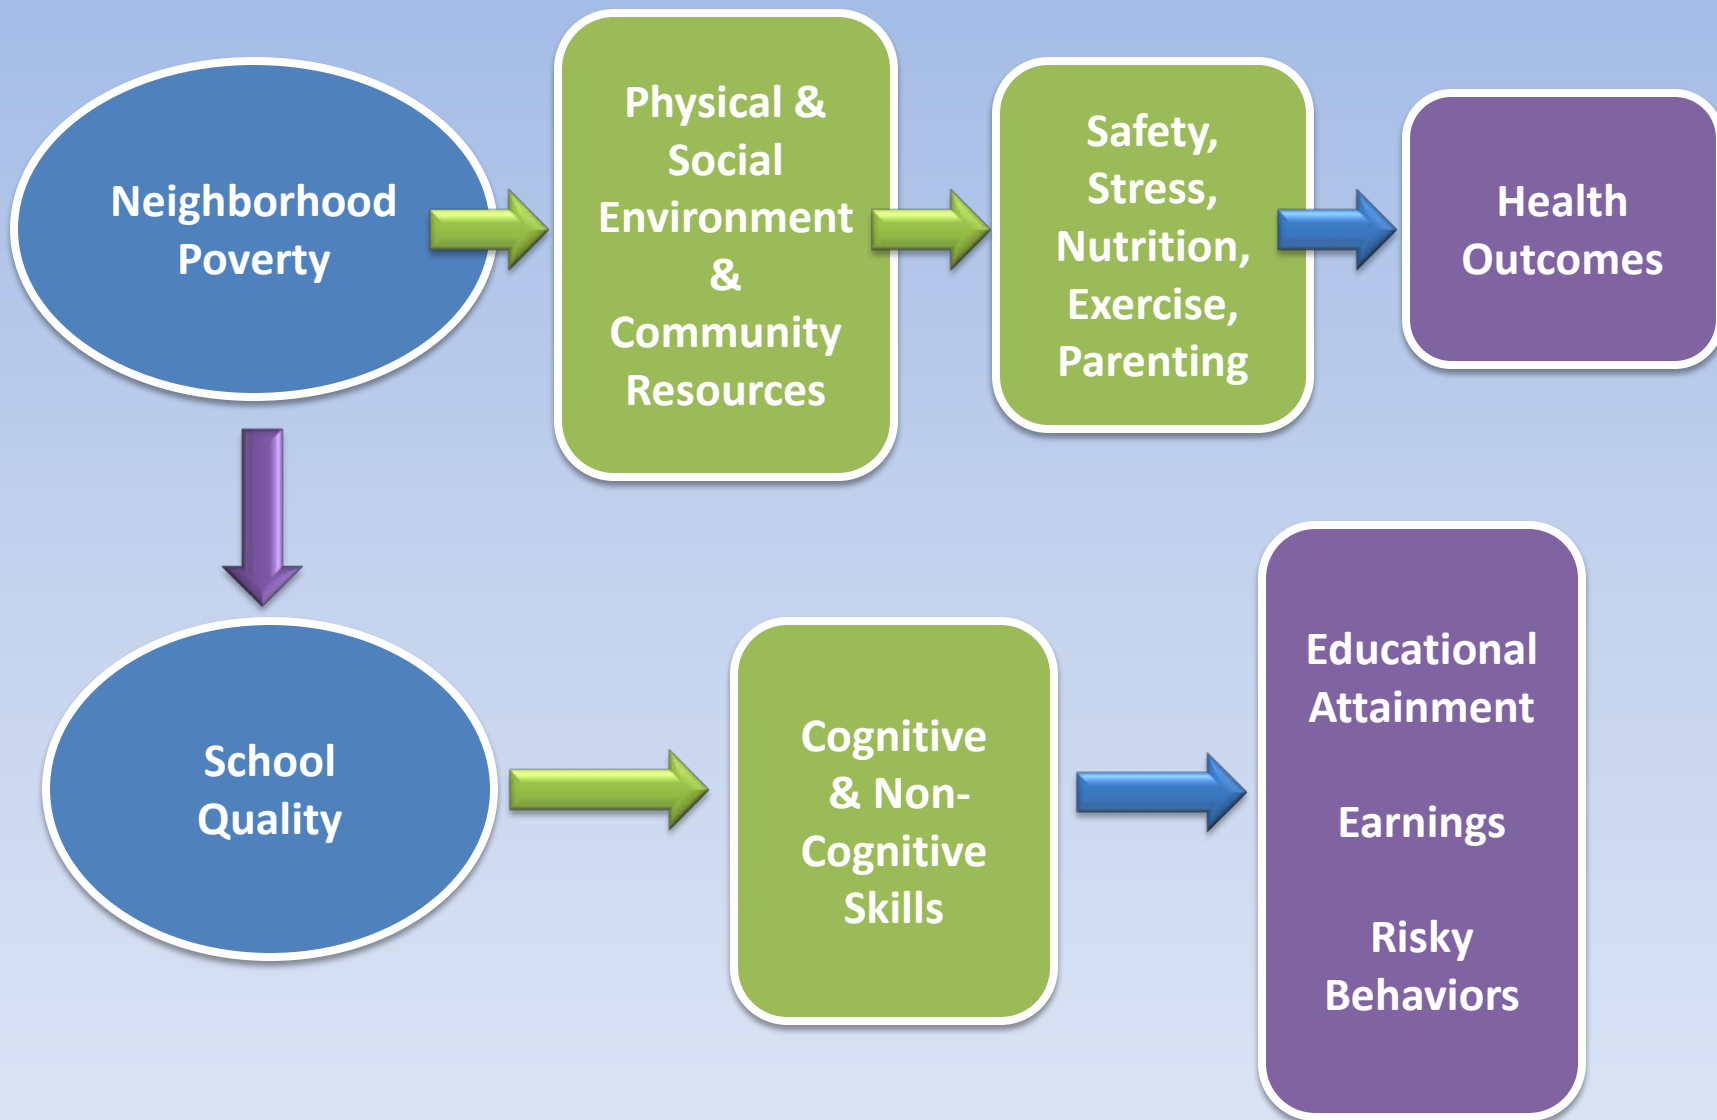 Neighborhood
Poverty
Physical &
Social
Environment
&
Community
Resources
Safety,
Stress,
Nutrition,
Exercise,
Parenting
Health
Outcomes
School
Quality
Cognitive
& Non-
Cognitive
Skills
Educational
Attainment
Earnings
Risky
Behaviors